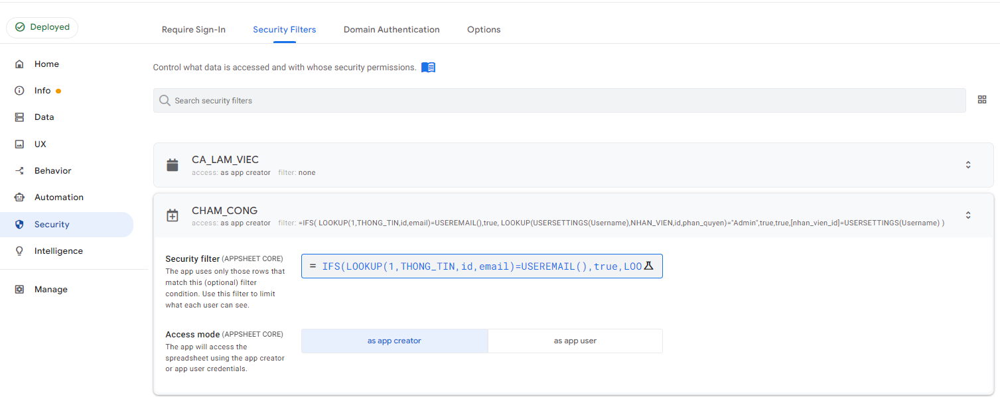 Deployed
Require Sign-In
Security Filters
Domain Authentication
Options
Home
Info
Data
UX
Behavior
Automation
Security
Intelligence
Manage
Control what data is accessed and with whose security permissions.
Search security filters
CA_LAM_VIEC
access: as app creator filter: none
CHAM_CONG
access: as app creator filter: =IFS( LOOKUP(1,THONG_TIN,id,email)=USEREMAIL(),true, LOOKUP(USERSETTINGS(Username),NHAN_VIEN,id,phan_quyen)="Admin",true,true,[nhan_vien_id]=USERSETTINGS(Username) )
Security filter (APPSHEET CORE)
The app uses only those rows that
match this (optional) filter
condition. Use this filter to limit
what each user can see.
= IFS(LOOKUP(1,THONG_TIN,id,email)=USEREMAIL(),true,LOO
Access mode (APPSHEET CORE)
The app will access the
spreadsheet using the app creator
or app user credentials.
as app creator
as app user